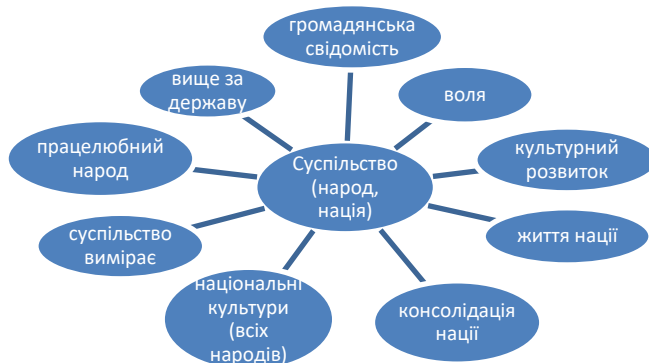 громадянська
свідомість
вище за
державу
воля
працелюбний
народ
Суспільство
(народ,
нація)
культурний
розвиток
суспільство
вимірає
життя нації
національні
культури
(всіх
народів)
консолідація
нації